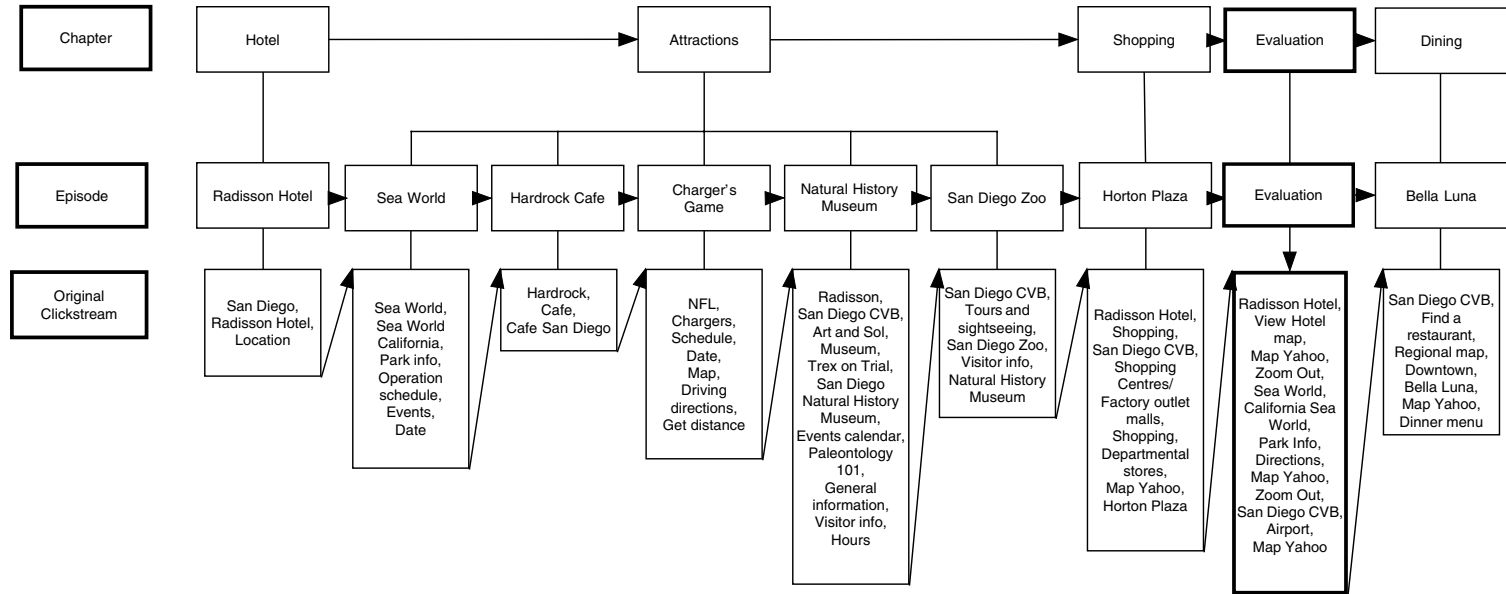 Chapter
Hotel
Attractions
Shopping
Evaluation
Dining
Episode
Radisson Hotel
Sea World
Hardrock Cafe
Charger's
Game
Natural History
Museum
San Diego Zoo
Horton Plaza
Evaluation
Bella Luna
Original
Clickstream
San Diego,
Radisson Hotel,
Location
Sea World,
Sea World
California,
Park info,
Operation
schedule,
Events,
Date
Hardrock,
Cafe,
Cafe San Diego
NFL,
Chargers,
Schedule,
Date,
Map,
Driving
directions,
Get distance
Radisson,
San Diego CVB,
Art and Sol,
Museum,
Trex on Trial,
San Diego
Natural History
Museum,
Events calendar,
Paleontology
101,
General
information,
Visitor info,
Hours
San Diego CVB,
Tours and
sightseeing,
San Diego Zoo,
Visitor info,
Natural History
Museum
Radisson Hotel,
Shopping,
San Diego CVB,
Shopping
Centres/
Factory outlet
malls,
Shopping,
Departmental
stores,
Map Yahoo,
Horton Plaza
Radisson Hotel,
View Hotel
map,
Map Yahoo,
Zoom Out,
Sea World,
California Sea
World,
Park Info,
Directions,
Map Yahoo,
Zoom Out,
San Diego CVB,
Airport,
Map Yahoo
San Diego CVB,
Find a
restaurant,
Regional map,
Downtown,
Bella Luna,
Map Yahoo,
Dinner menu